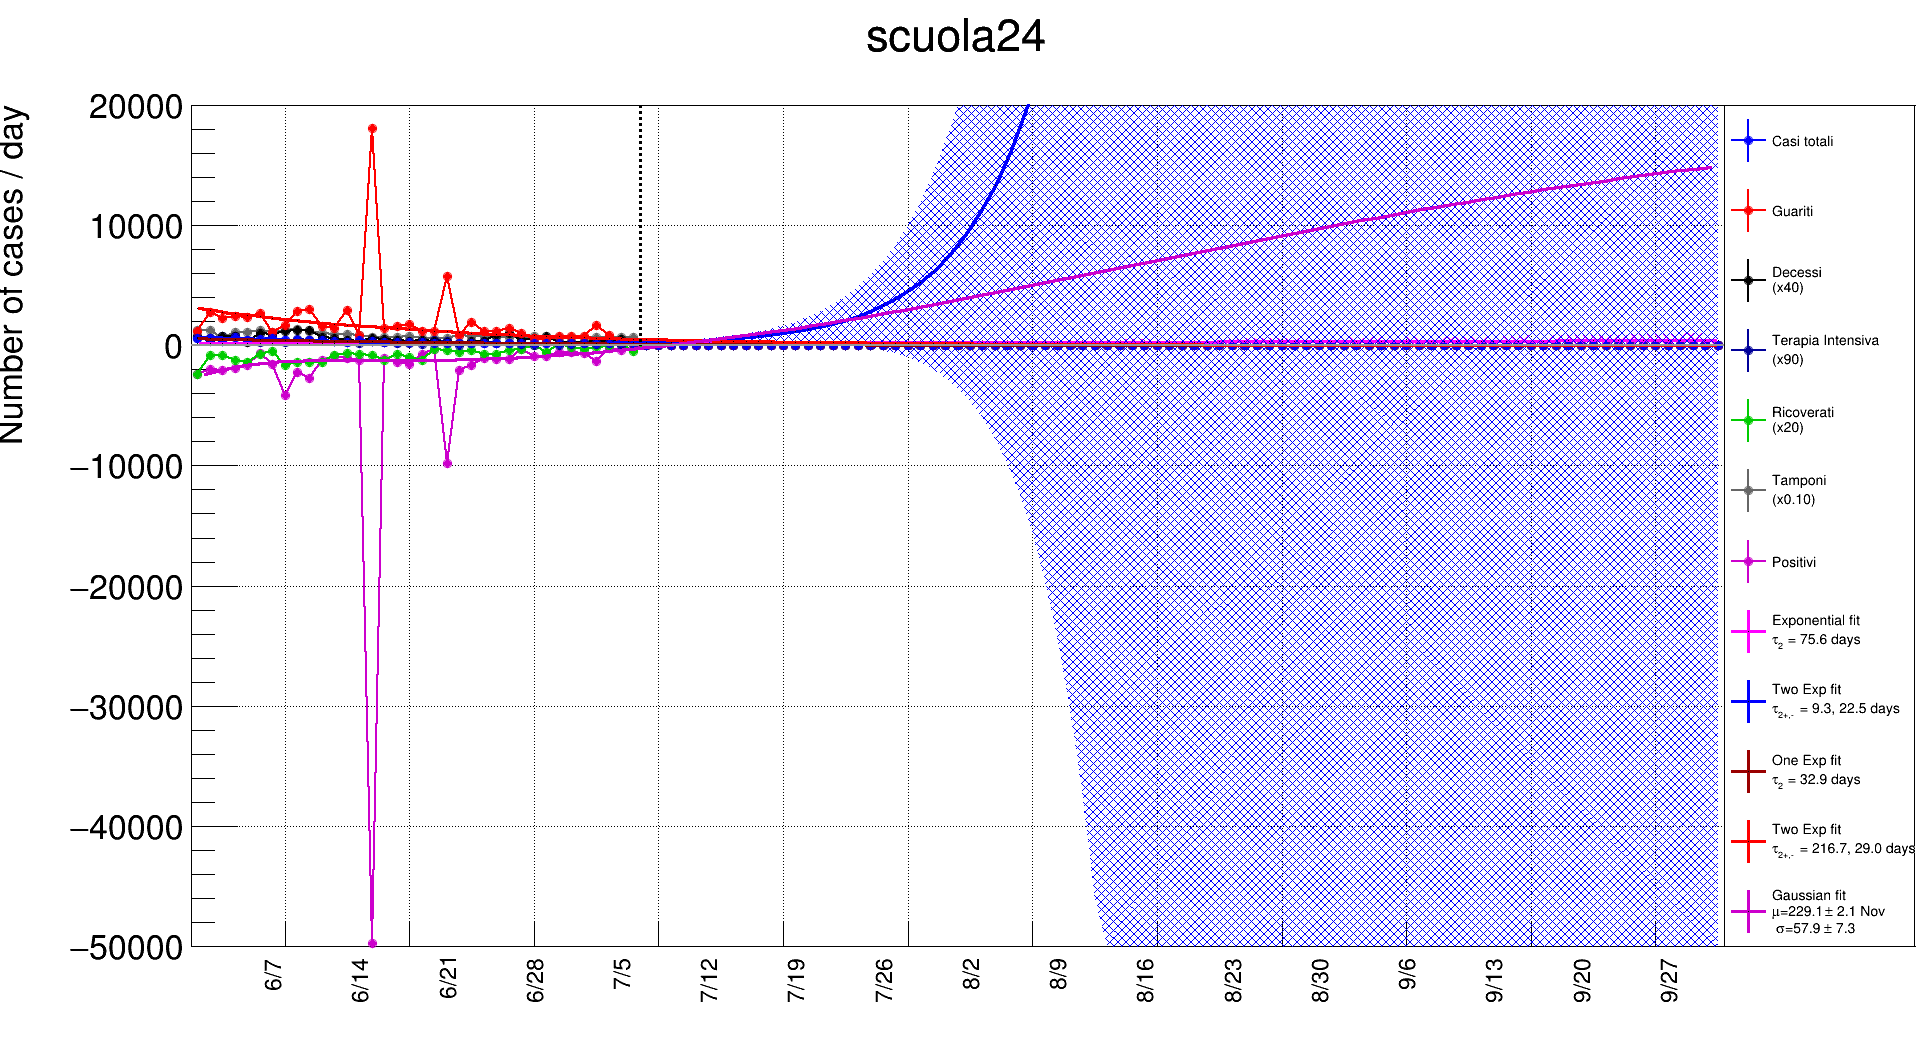 scuola24
Number of cases / day
20000
10000
0
−10000
−20000
−30000
−40000
−50000
6/7
6/14
6/21
6/28
7/5
7/12
7/19
7/26
8/2
8/9
8/16
8/23
8/30
9/6
9/13
9/20
9/27
Casi totali
Guariti
Decessi
(x40)
Terapia Intensiva
(x90)
Ricoverati
(x20)
Tamponi
(x0.10)
Positivi
Exponential fit
τ2 = 75.6 days
Two Exp fit
τ2+,- = 9.3, 22.5 days
One Exp fit
τ2 = 32.9 days
Two Exp fit
τ2+,- = 216.7, 29.0 days
Gaussian fit
μ=229.1± 2.1 Nov
σ=57.9 ± 7.3